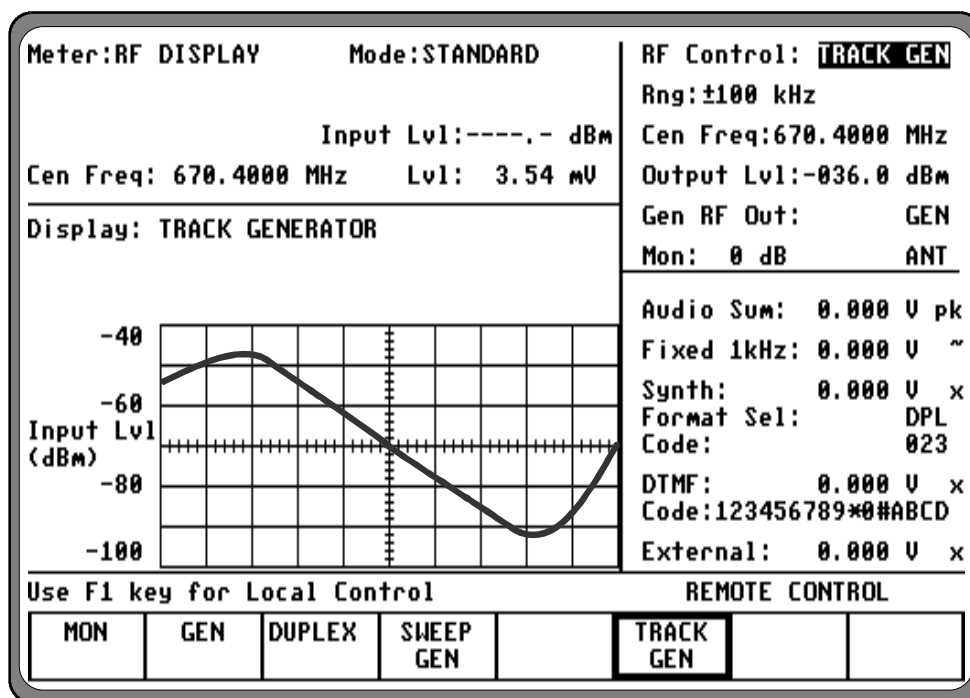 Meter:RF DISPLAY Mode:STANDARD
Input Lvl:----.- dBm
Cen Freq: 670.4000 MHz Lvl: 3.54 mV
Display: TRACK GENERATOR
-40
-60
Input Lvl
(dBm)
-80
-100
RF Control: TRACK GEN
Rng:±100 kHz
Cen Freq:670.4000 MHz
Output Lvl:-036.0 dBm
Gen RF Out: GEN
Mon: 0 dB ANT
Audio Sum: 0.000 V pk
Fixed 1kHz: 0.000 V ~
Synth: 0.000 V x
Format Sel: DPL
Code: 023
DTMF: 0.000 V x
Code:123456789*0#ABCD
External: 0.000 V x
Use F1 key for Local Control REMOTE CONTROL
MON GEN DUPLEX SWEEP GEN TRACK GEN